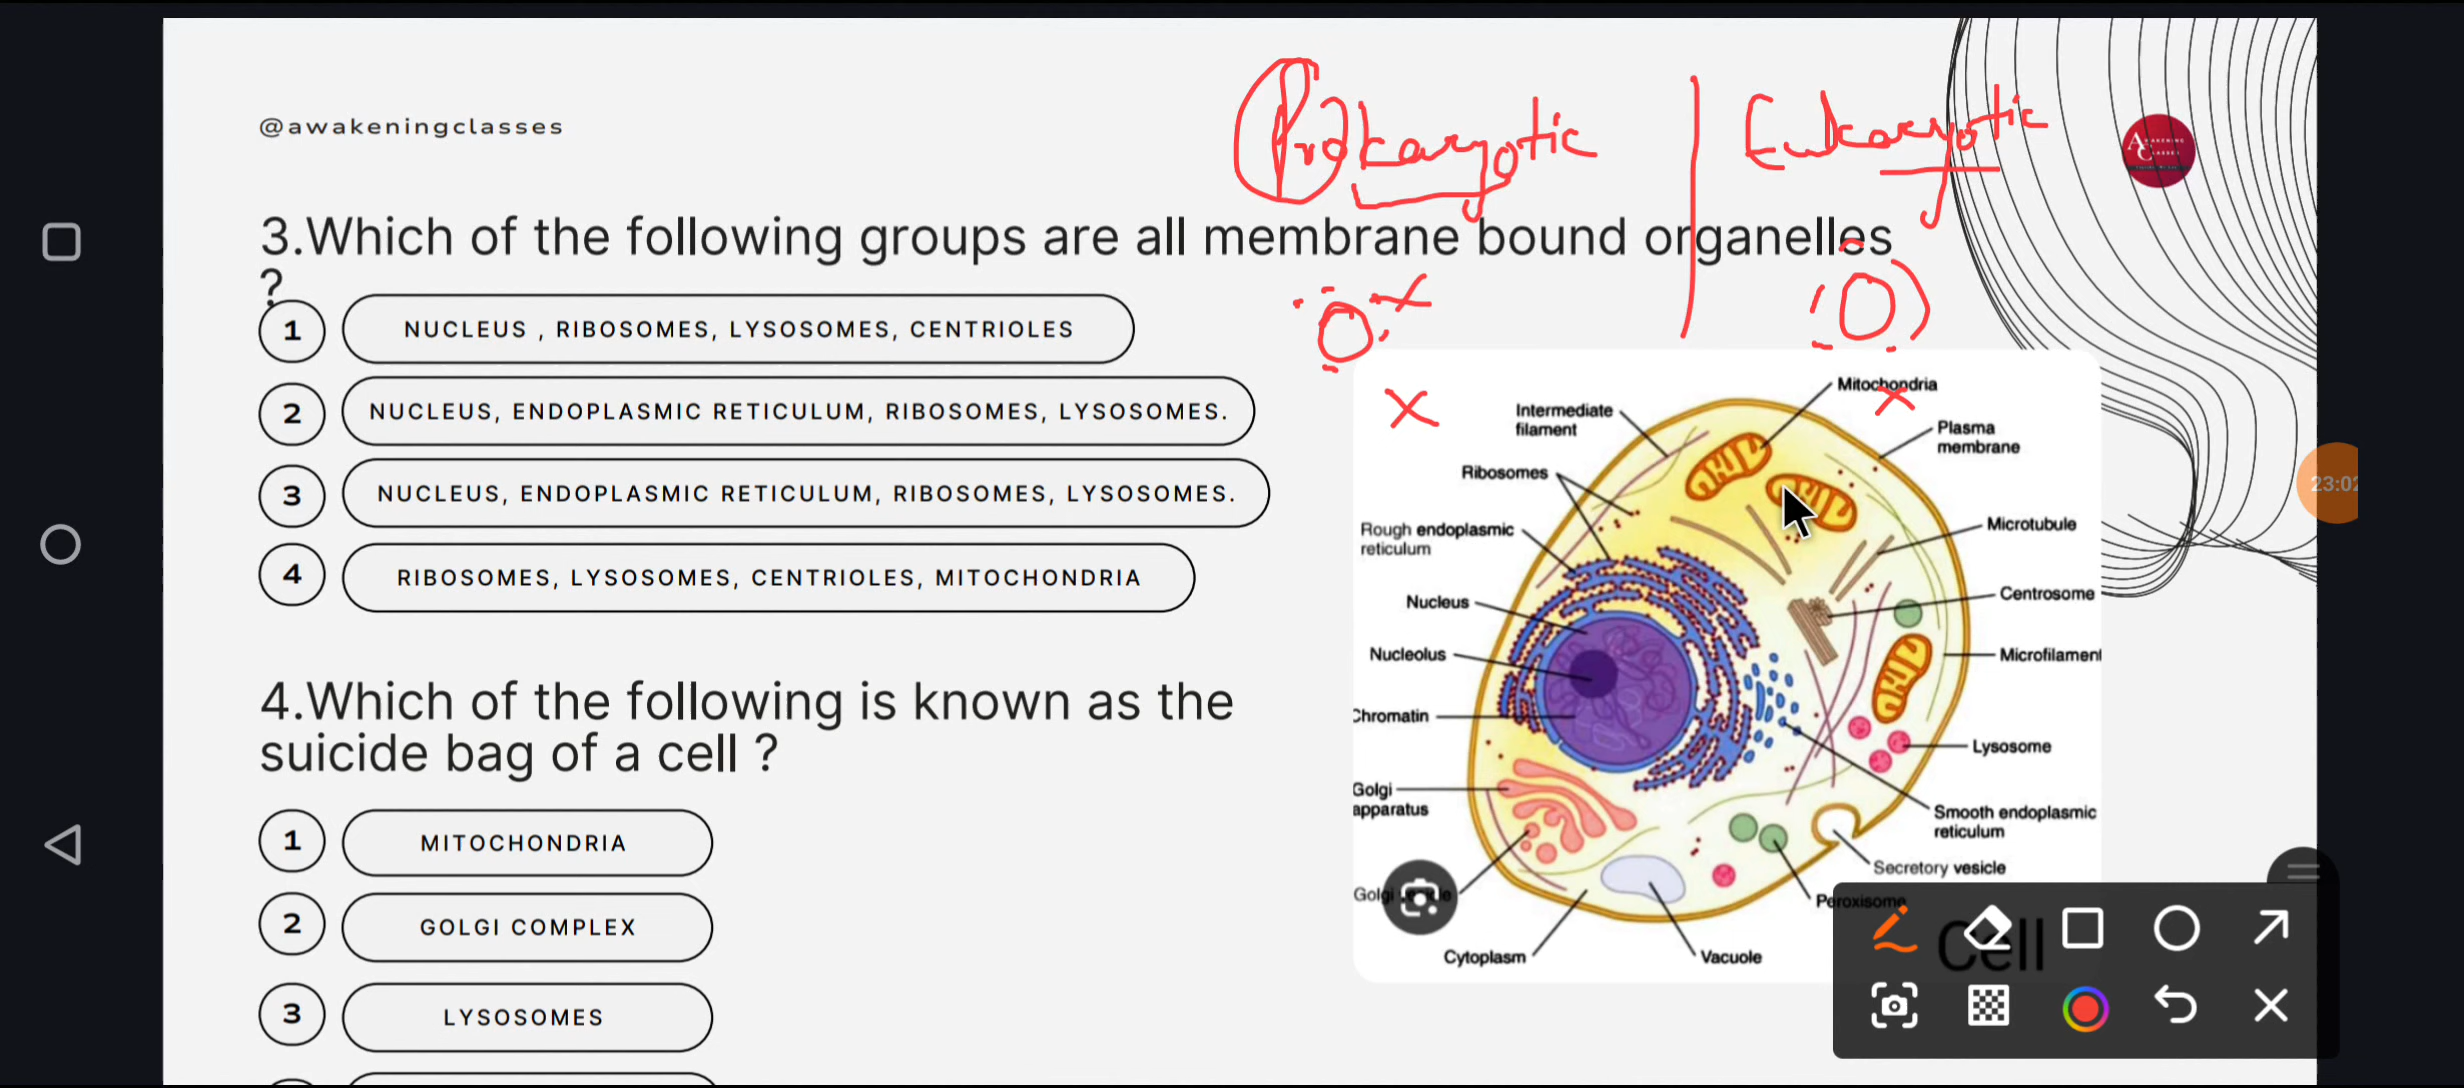 @awakeningclasses
Prokaryotic | Eukaryotic
3.Which of the following groups are all membrane bound organelles
?
1 NUCLEUS , RIBOSOMES, LYSOSOMES, CENTRIOLES
2 NUCLEUS, ENDOPLASMIC RETICULUM, RIBOSOMES, LYSOSOMES.
3 NUCLEUS, ENDOPLASMIC RETICULUM, RIBOSOMES, LYSOSOMES.
4 RIBOSOMES, LYSOSOMES, CENTRIOLES, MITOCHONDRIA
4.Which of the following is known as the
suicide bag of a cell ?
1 MITOCHONDRIA
2 GOLGI COMPLEX
3 LYSOSOMES
Mitochondria
Intermediate
filament
Plasma
membrane
Ribosomes
Rough endoplasmic
reticulum
Microtubule
Nucleus
Centrosome
Nucleolus
Microfilament
Chromatin
Lysosome
Golgi
apparatus
Smooth endoplasmic
reticulum
Secretory vesicle
Golgi
Peroxisome
Cytoplasm
Vacuole
Cell
23:02